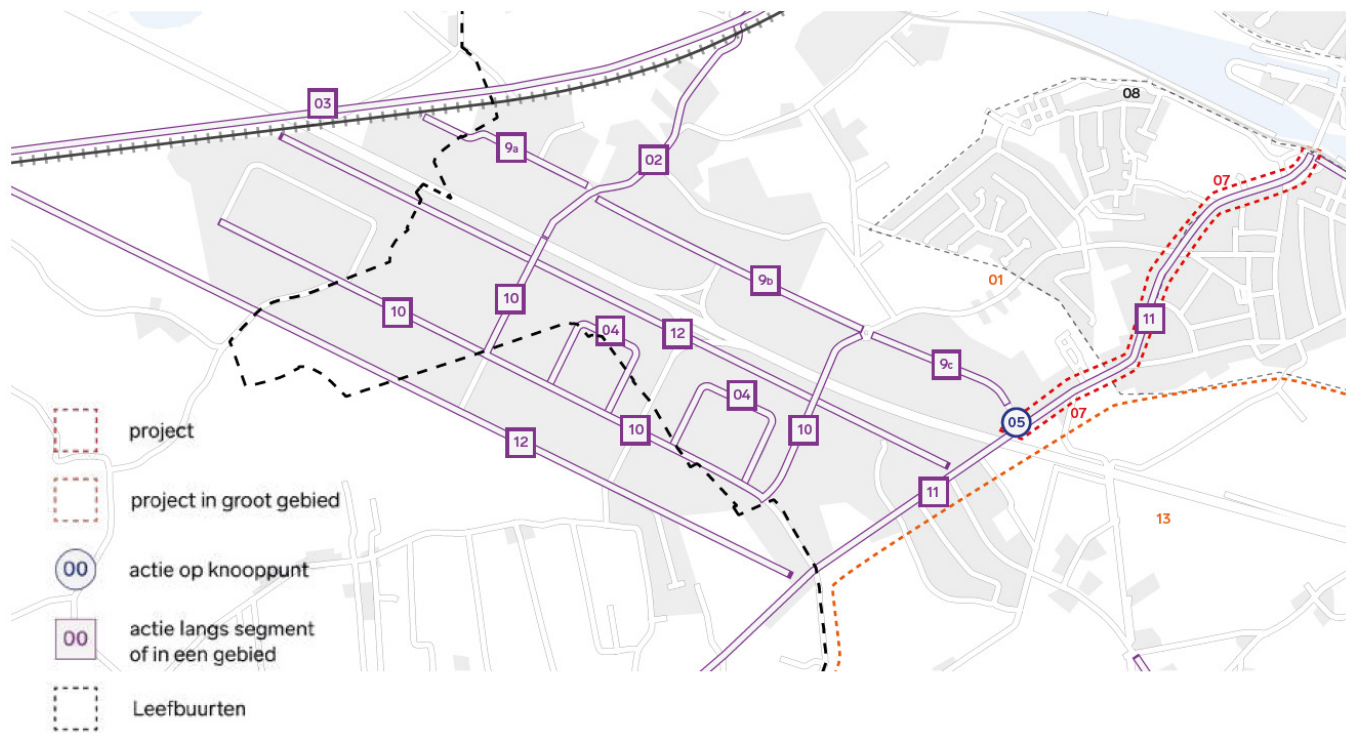 08
03
9a
02
07
01
9b
10
10
11
04
12
9c
04
07
05
10
10
12
11
13
project
project in groot gebied
00 actie op knooppunt
00 actie langs segment
of in een gebied
Leefbuurten